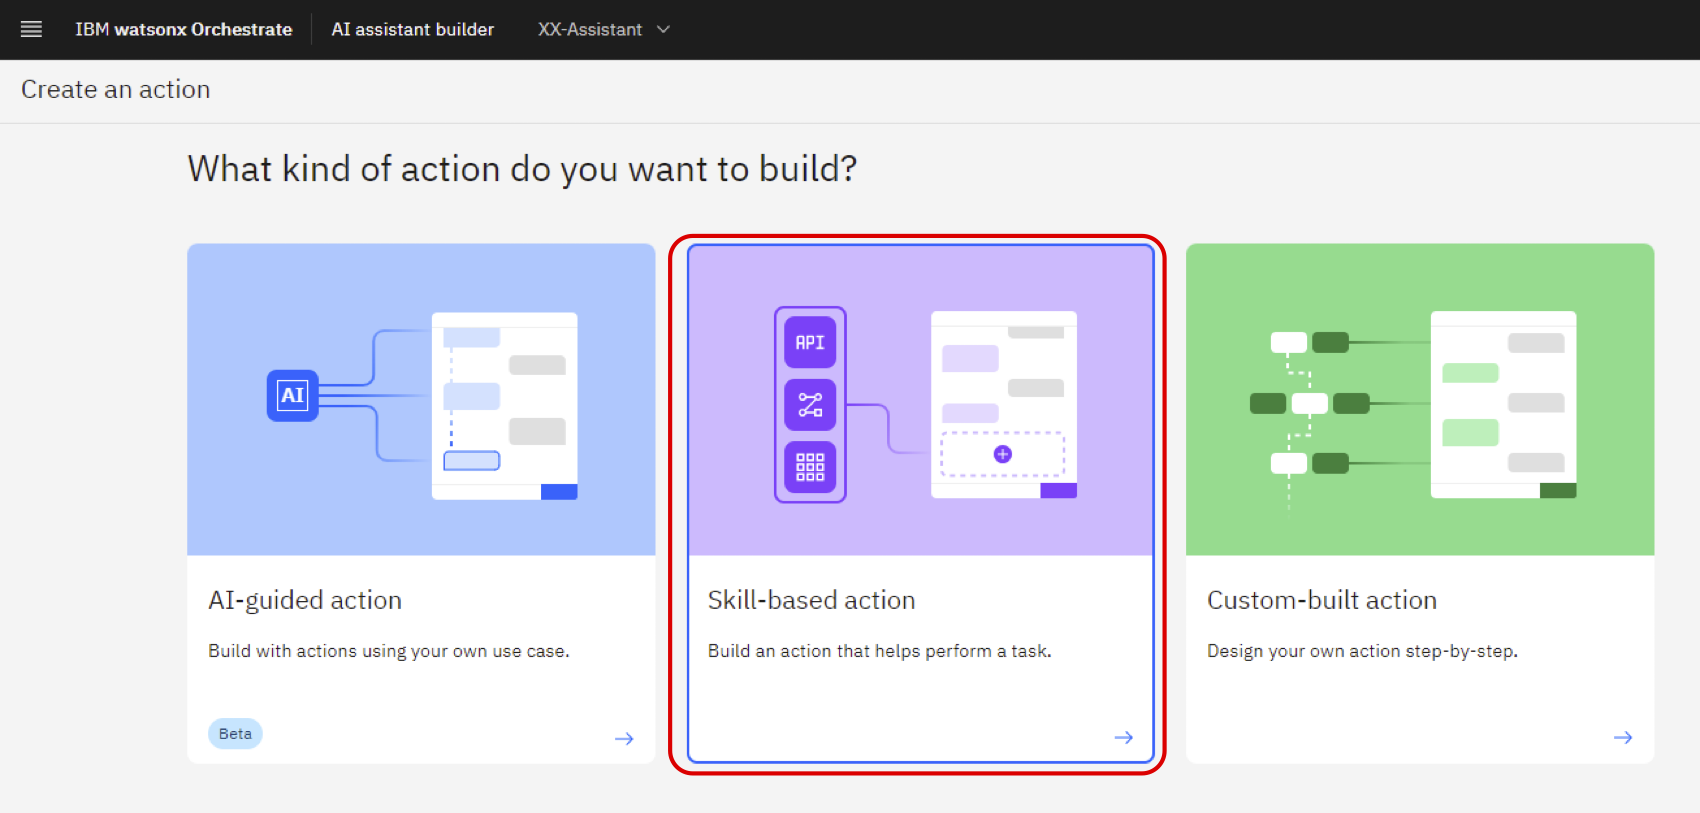 IBM watsonx Orchestrate AI assistant builder XX-Assistant
Create an action
What kind of action do you want to build?
AI
API
AI-guided action
Build with actions using your own use case.
Beta
Skill-based action
Build an action that helps perform a task.
Custom-built action
Design your own action step-by-step.